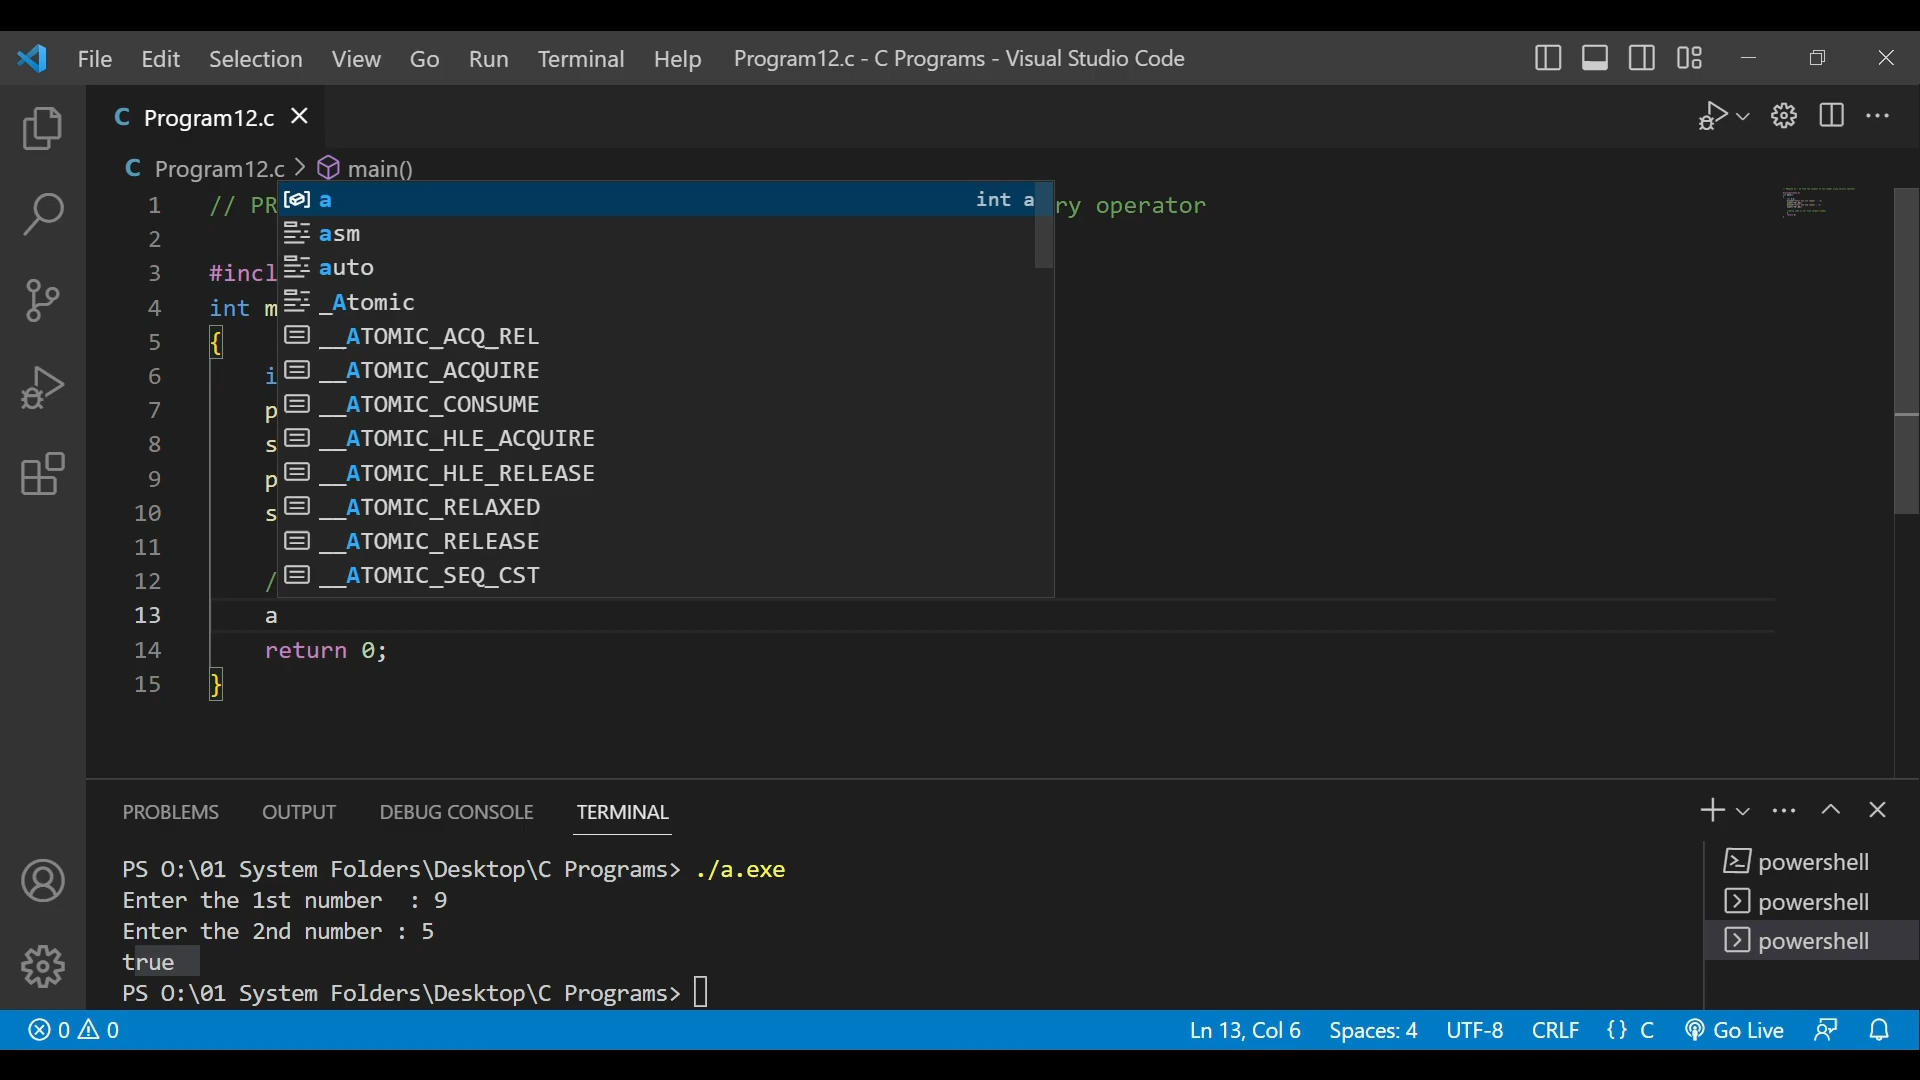 File Edit Selection View Go Run Terminal Help Program12.c - C Programs - Visual Studio Code
C Program12.c
C Program12.c > main()
1 // PR ry operator
2
3 #incl
4 int m
5 {
6 i
7 p
8 s
9 p
10 s
11
12 /
13 a
14 return 0;
15 }
a int a
asm
auto
_Atomic
__ATOMIC_ACQ_REL
__ATOMIC_ACQUIRE
__ATOMIC_CONSUME
__ATOMIC_HLE_ACQUIRE
__ATOMIC_HLE_RELEASE
__ATOMIC_RELAXED
__ATOMIC_RELEASE
__ATOMIC_SEQ_CST
PROBLEMS OUTPUT DEBUG CONSOLE TERMINAL
PS O:\01 System Folders\Desktop\C Programs> ./a.exe
Enter the 1st number  : 9
Enter the 2nd number : 5
true
PS O:\01 System Folders\Desktop\C Programs>
powershell
powershell
powershell
0 0 Ln 13, Col 6 Spaces: 4 UTF-8 CRLF {} C Go Live